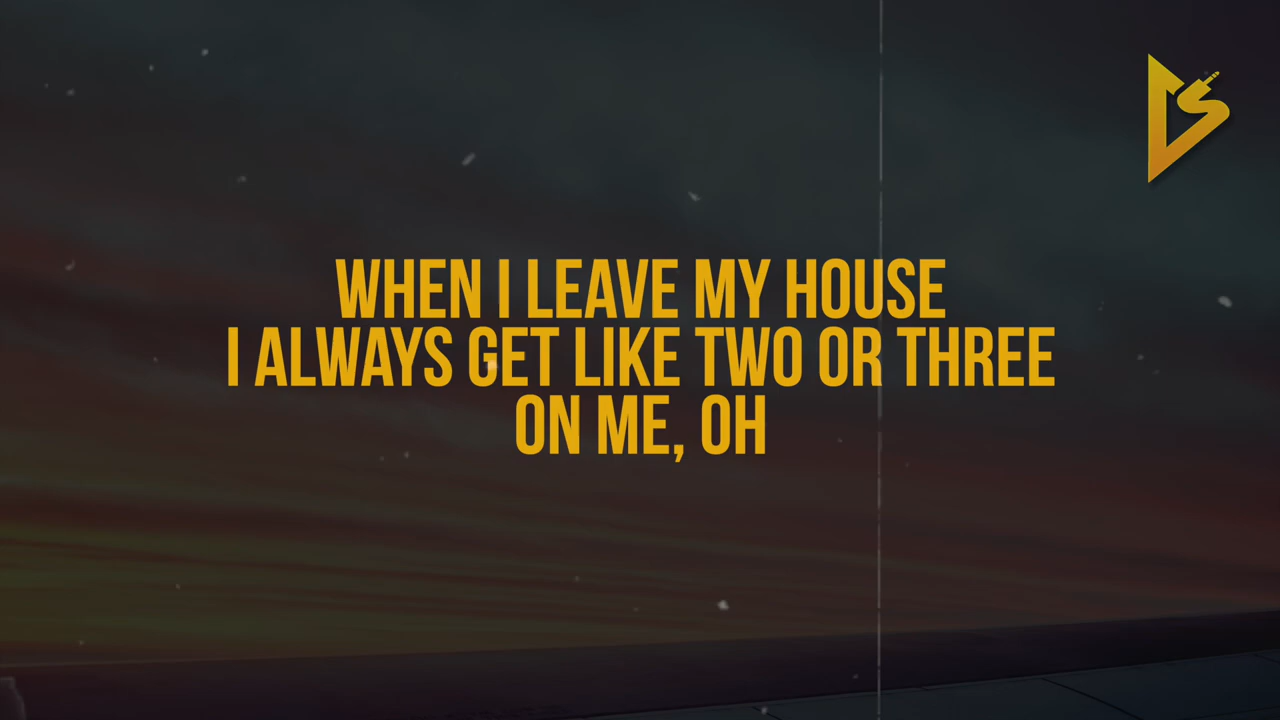 WHEN I LEAVE MY HOUSE
I ALWAYS GET LIKE TWO OR THREE
ON ME, OH